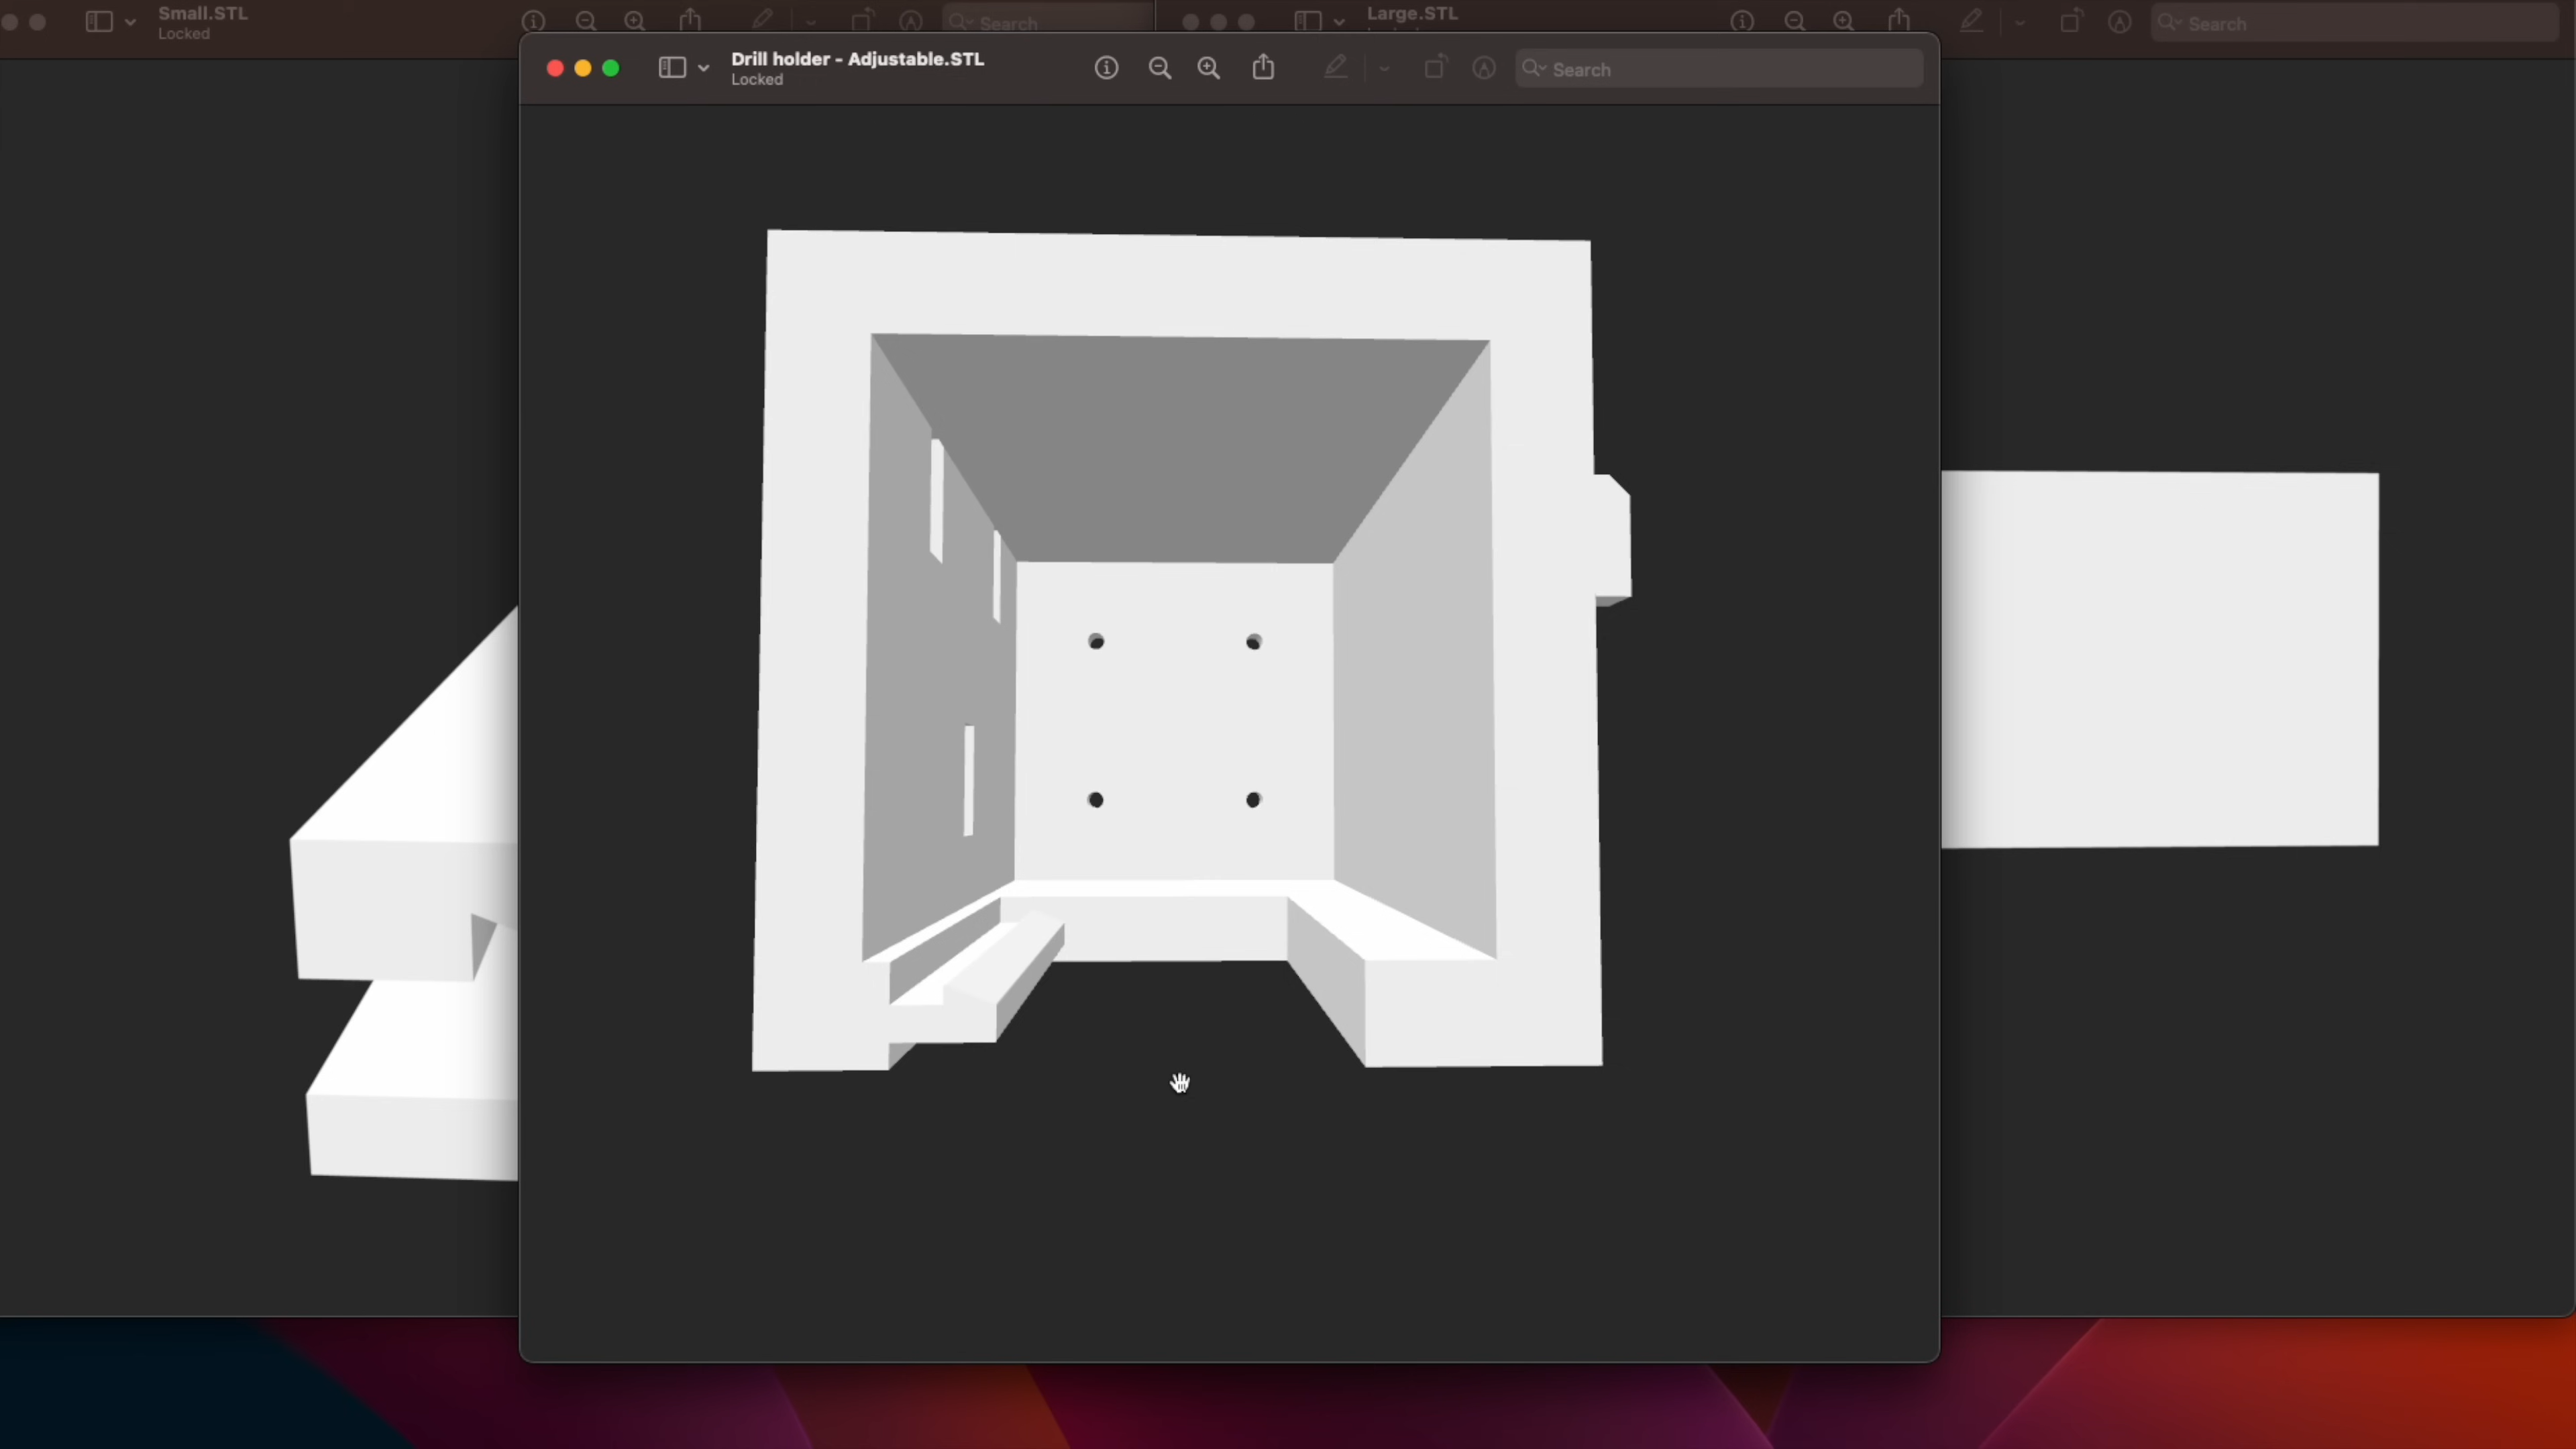 Small.STL
Locked
Search
Large.STL
Search
Drill holder - Adjustable.STL
Locked
Search